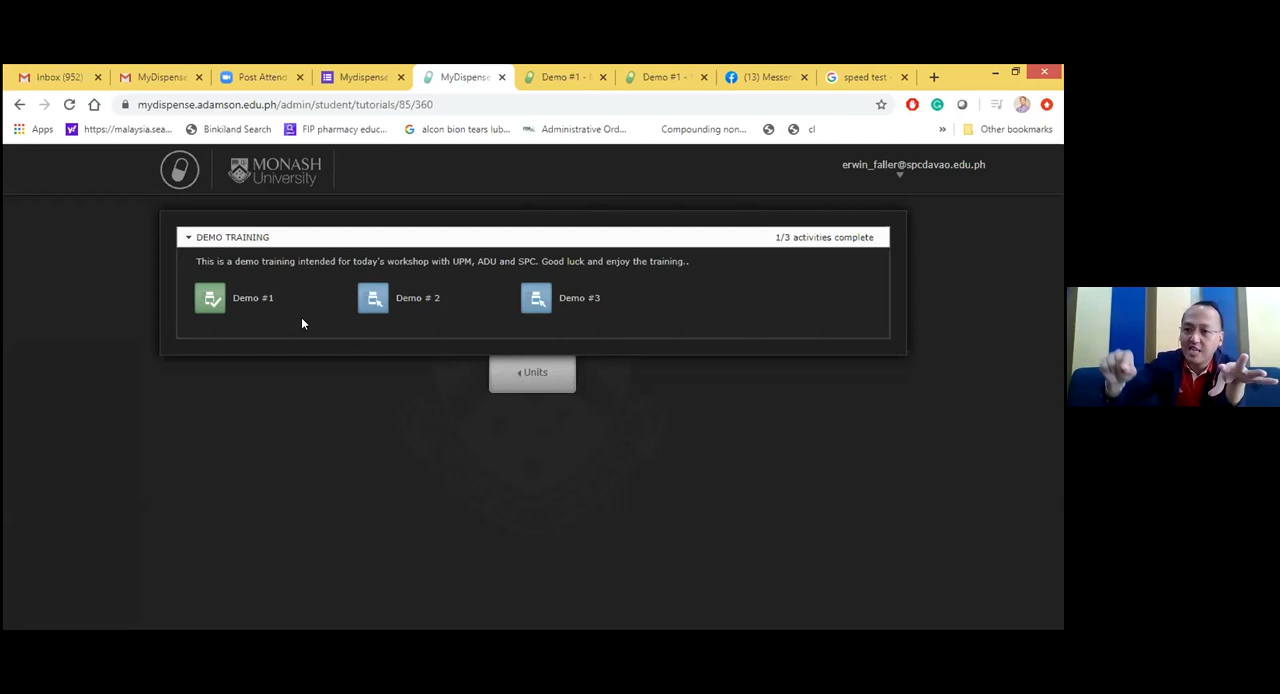 Inbox (952)
MyDispense
Post Attend
Mydispense
MyDispense
Demo #1 -
Demo #1 -
(13) Messen
speed test
mydispense.adamson.edu.ph/admin/student/tutorials/85/360
Apps
https://malaysia.sea...
Binkiland Search
FIP pharmacy educ...
alcon bion tears lub...
Administrative Ord...
Compounding non...
cl
»
Other bookmarks
MONASH
University
erwin_faller@spcdavao.edu.ph
DEMO TRAINING
1/3 activities complete
This is a demo training intended for today's workshop with UPM, ADU and SPC. Good luck and enjoy the training..
Demo #1
Demo # 2
Demo #3
Units